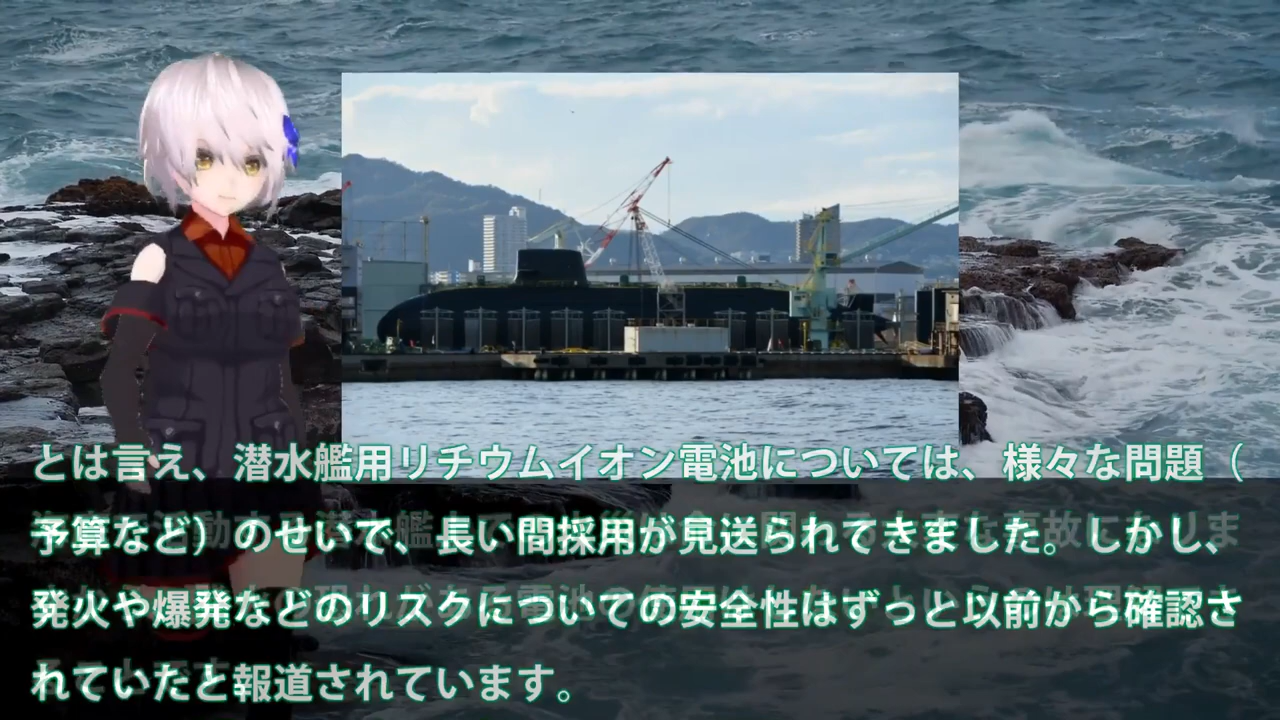 とは言え、潜水艦用リチウムイオン電池については、様々な問題（
予算など）のせいで、長い間採用が見送られてきました。しかし、
発火や爆発などのリスクについての安全性はずっと以前から確認さ
れていたと報道されています。